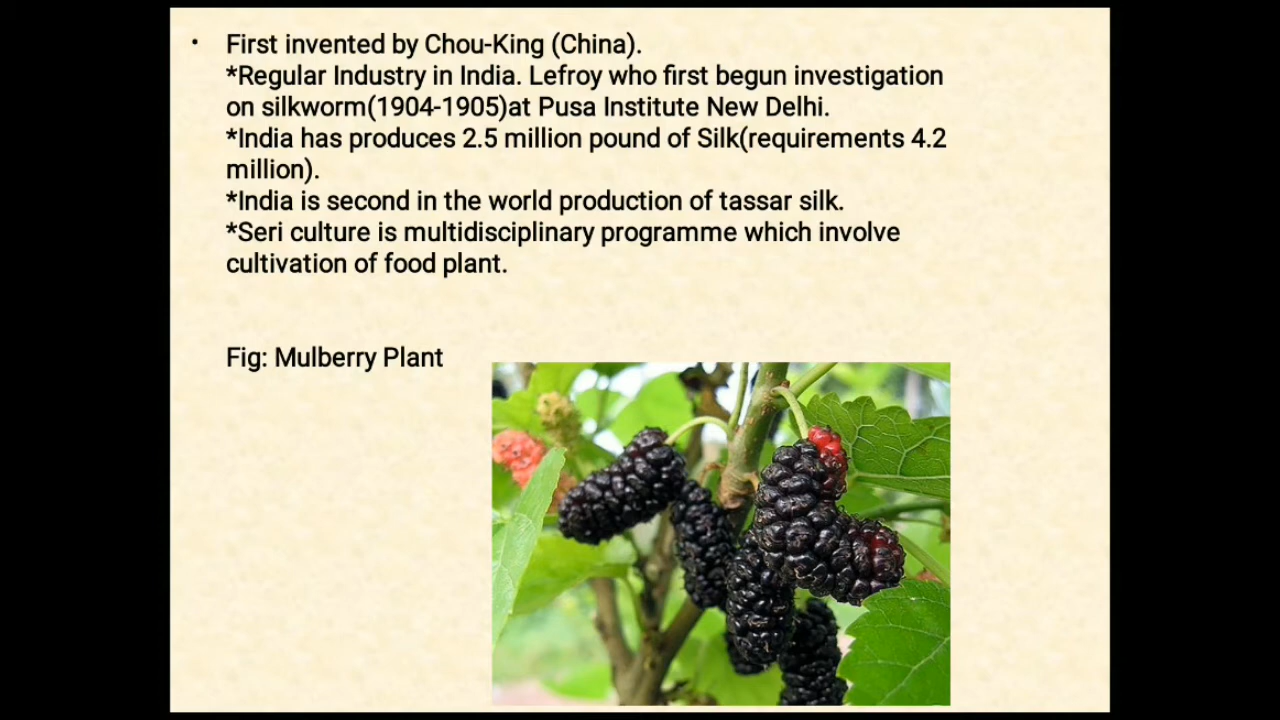 • First invented by Chou-King (China).
*Regular Industry in India. Lefroy who first begun investigation
on silkworm(1904-1905)at Pusa Institute New Delhi.
*India has produces 2.5 million pound of Silk(requirements 4.2
million).
*India is second in the world production of tassar silk.
*Seri culture is multidisciplinary programme which involve
cultivation of food plant.
Fig: Mulberry Plant